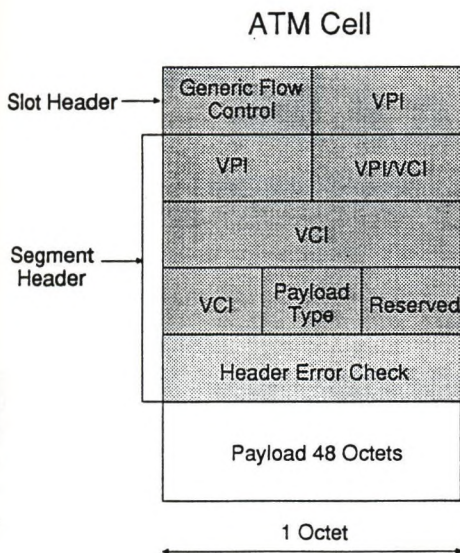 ATM Cell
Slot Header
Generic Flow
Control
VPI
VPI
VPI/VCI
VCI
Segment
Header
VCI
Payload
Type
Reserved
Header Error Check
Payload 48 Octets
1 Octet